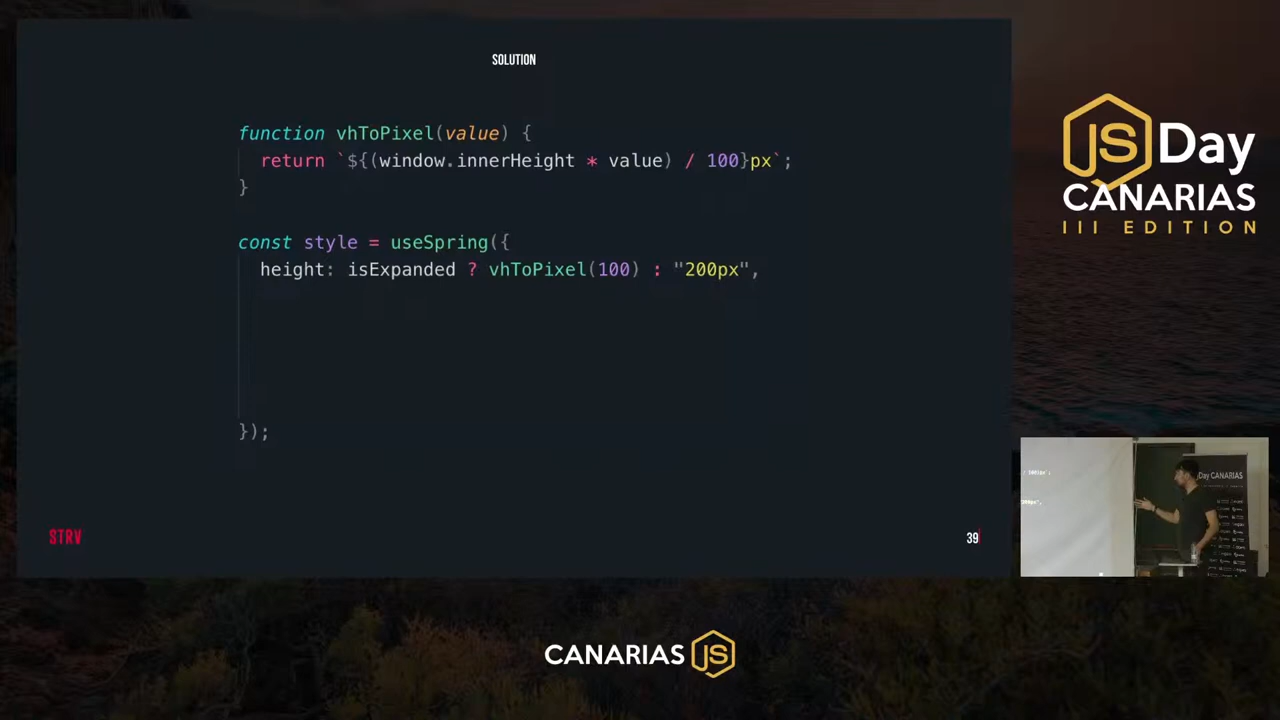 SOLUTION
function vhToPixel(value) {
return `${(window.innerHeight * value) / 100}px`;
}
const style = useSpring({
height: isExpanded ? vhToPixel(100) : "200px",
});
STRV
39
JS Day
CANARIAS
III EDITION
Day CANARIAS
CANARIAS JS